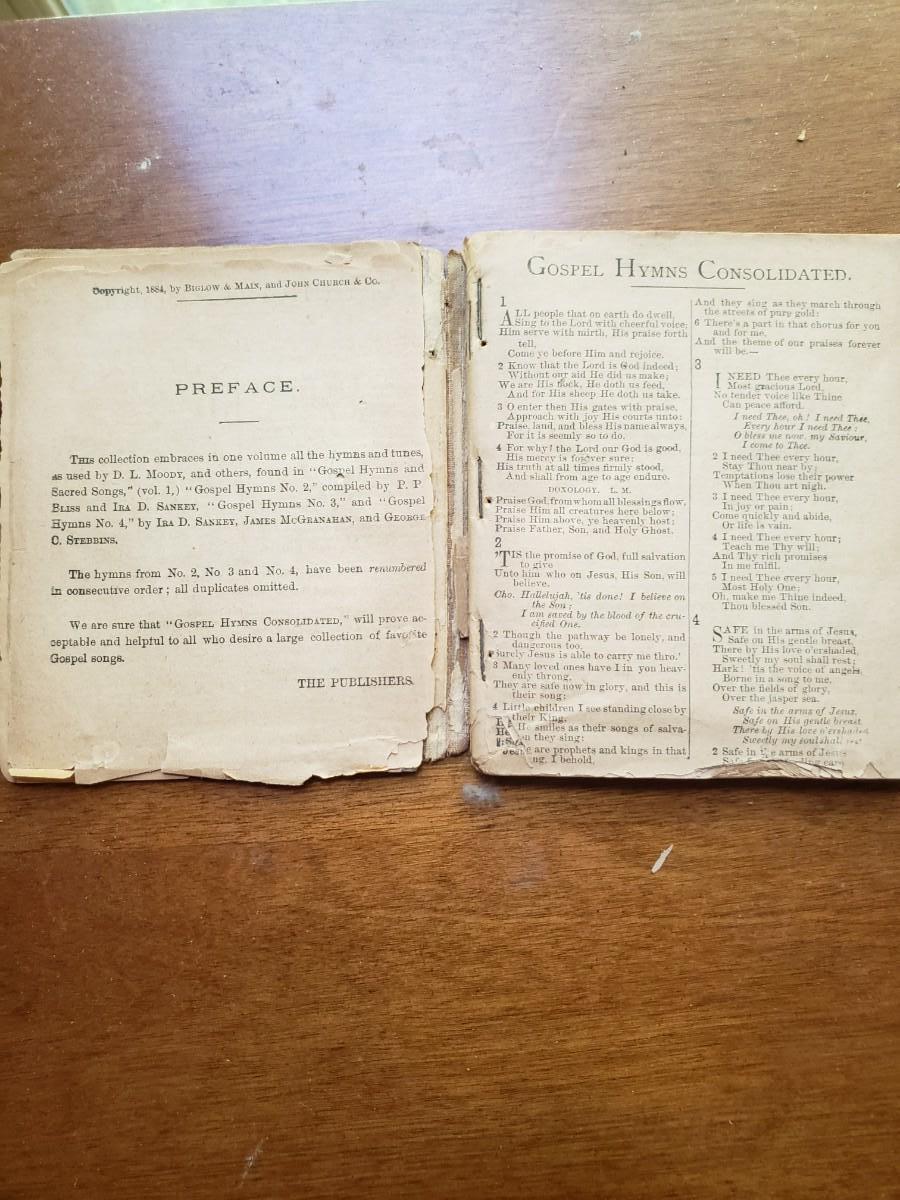 Copyright, 1884, by BIGLOW & MAIN, and JOHN CHURCH & CO.
PREFACE.
THIS collection embraces in one volume all the hymns and tunes,
as used by D. L. MOODY, and others, found in “Gospel Hymns and
Sacred Songs,” (vol. 1,) “Gospel Hymns No. 2,” compiled by P. P
BLISS and IRA D. SANKEY, “Gospel Hymns No. 3,” and “Gospel
Hymns No. 4,” by IRA D. SANKEY, JAMES MCGRANAHAN, and GEORGE
C. STEBBINS.
The hymns from No. 2, No 3 and No. 4, have been renumbered
in consecutive order; all duplicates omitted.
We are sure that “GOSPEL HYMNS CONSOLIDATED,” will prove ac-
ceptable and helpful to all who desire a large collection of favorite
Gospel songs.
THE PUBLISHERS.
GOSPEL HYMNS CONSOLIDATED.
1
ALL people that on earth do dwell,
Sing to the Lord with cheerful voice;
Him serve with mirth, His praise forth
tell,
Come ye before Him and rejoice.
2 Know that the Lord is God indeed;
Without our aid He did us make;
We are His flock, He doth us feed,
And for His sheep He doth us take.
3 O enter then His gates with praise,
Approach with joy His courts unto:
Praise, laud, and bless His name always,
For it is seemly so to do.
4 For why? the Lord our God is good,
His mercy is forever sure;
His truth at all times firmly stood,
And shall from age to age endure.
DOXOLOGY. L. M.
Praise God, from whom all blessings flow,
Praise Him all creatures here below;
Praise Him above, ye heavenly host;
Praise Father, Son, and Holy Ghost.
2
’TIS the promise of God, full salvation
to give
Unto him who on Jesus, His Son, will
believe.
Cho. Hallelujah, ’tis done! I believe on
the Son;
I am saved by the blood of the cru-
cified One.
2 Though the pathway be lonely, and
dangerous too,
Surely Jesus is able to carry me thro.’
3 Many loved ones have I in yon heav-
enly throng,
They are safe now in glory, and this is
their song:
4 Little children I see standing close by
their King,
He smiles as their songs of salva-
they sing:
are prophets and kings in that
I behold,
And they sing as they march through
the streets of pure gold:
6 There’s a part in that chorus for you
and for me,
And the theme of our praises forever
will be.—
3
I NEED Thee every hour,
Most gracious Lord,
No tender voice like Thine
Can peace afford.
I need Thee, oh! I need Thee,
Every hour I need Thee;
O bless me now, my Saviour,
I come to Thee.
2 I need Thee every hour,
Stay Thou near by;
Temptations lose their power
When Thou art nigh.
3 I need Thee every hour,
In joy or pain;
Come quickly and abide,
Or life is vain.
4 I need Thee every hour;
Teach me Thy will;
And Thy rich promises
In me fulfil.
5 I need Thee every hour,
Most Holy One;
Oh, make me Thine indeed,
Thou blessed Son.
4
SAFE in the arms of Jesus,
Safe on His gentle breast,
There by His love o’ershaded,
Sweetly my soul shall rest;
Hark! ’tis the voice of angels,
Borne in a song to me,
Over the fields of glory,
Over the jasper sea.
Safe in the arms of Jesus,
Safe on His gentle breast
There by His love o’ershaded
Sweetly my soul shall
2 Safe in the arms of Jesus